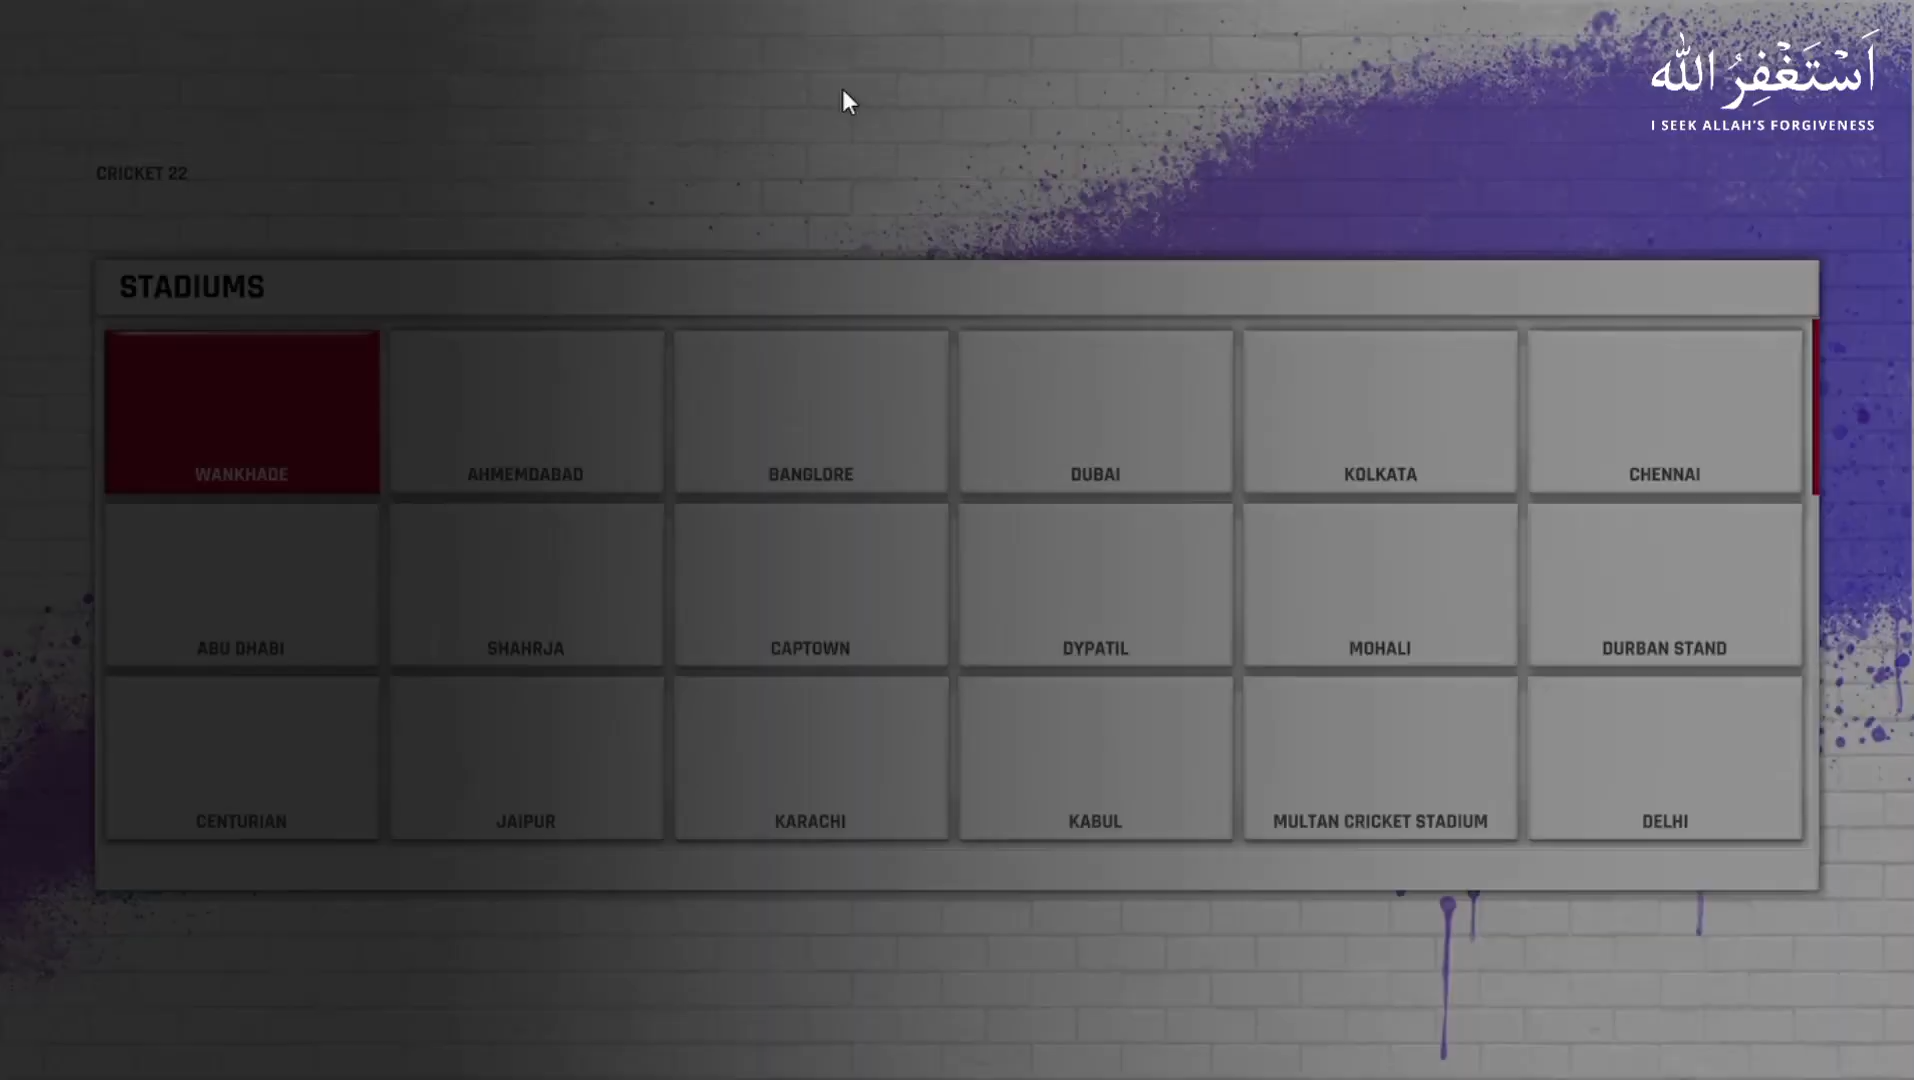 أَسْتَغْفِرُ اللّٰه
I SEEK ALLAH'S FORGIVENESS
CRICKET 22
STADIUMS
WANKHADE
AHMEMDABAD
BANGLORE
DUBAI
KOLKATA
CHENNAI
ABU DHABI
SHAHRJA
CAPTOWN
DYPATIL
MOHALI
DURBAN STAND
CENTURIAN
JAIPUR
KARACHI
KABUL
MULTAN CRICKET STADIUM
DELHI